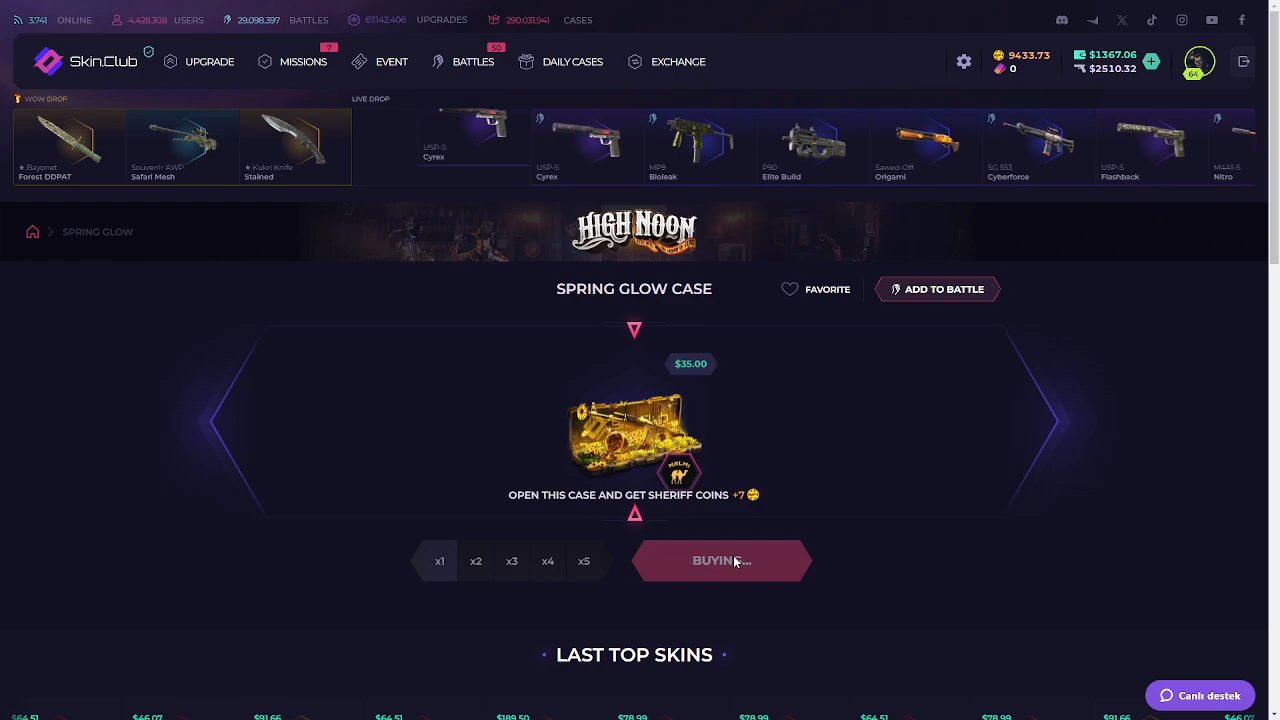 3.741 ONLINE 4.428.308 USERS 29.098.397 BATTLES 67.142.406 UPGRADES 290.031.941 CASES
Skin.Club UPGRADE MISSIONS 7 EVENT BATTLES 50 DAILY CASES EXCHANGE 9433.73 $1367.06
0 $2510.32
64
WOW DROP LIVE DROP
★ Bayonet
Forest DDPAT
Souvenir AWP
Safari Mesh
★ Kukri Knife
Stained
USP-S
Cyrex
USP-S
Cyrex
MP9
Bioleak
P90
Elite Build
Sawed-Off
Origami
SG 553
Cyberforce
USP-S
Flashback
M4A1-S
Nitro
HIGH NOON
SPRING GLOW
SPRING GLOW CASE FAVORITE ADD TO BATTLE
$35.00
MALMI
OPEN THIS CASE AND GET SHERIFF COINS +7
x1 x2 x3 x4 x5 BUYING...
LAST TOP SKINS
Canlı destek
$64.51 $46.07 $91.66 $64.51 $189.50 $78.99 $78.99 $64.51 $78.99 $91.66 $46.07